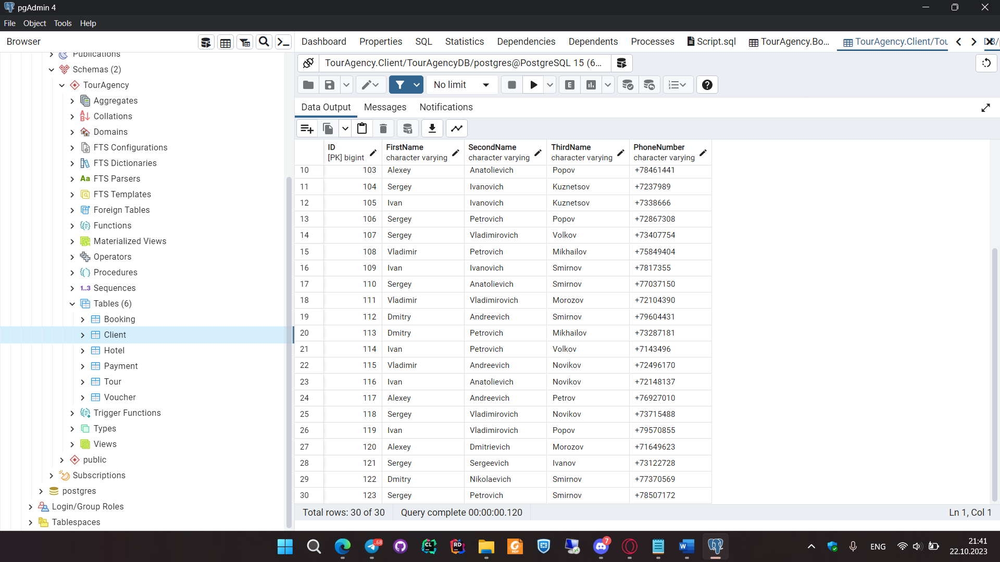 pgAdmin 4
File Object Tools Help
Browser
Dashboard Properties SQL Statistics Dependencies Dependents Processes Script.sql TourAgency.Bo... TourAgency.Client/Tou
TourAgency.Client/TourAgencyDB/postgres@PostgreSQL 15 (6...
No limit
Data Output Messages Notifications
Publications
Schemas (2)
TourAgency
Aggregates
Collations
Domains
FTS Configurations
FTS Dictionaries
Aa FTS Parsers
FTS Templates
Foreign Tables
Functions
Materialized Views
Operators
Procedures
1..3 Sequences
Tables (6)
Booking
Client
Hotel
Payment
Tour
Voucher
Trigger Functions
Types
Views
public
Subscriptions
postgres
Login/Group Roles
Tablespaces
ID FirstName SecondName ThirdName PhoneNumber
[PK] bigint character varying character varying character varying character varying
10 103 Alexey Anatolievich Popov +78461441
11 104 Sergey Ivanovich Kuznetsov +7237989
12 105 Ivan Ivanovich Kuznetsov +7338666
13 106 Sergey Petrovich Popov +72867308
14 107 Sergey Vladimirovich Volkov +73407754
15 108 Vladimir Petrovich Mikhailov +75849404
16 109 Ivan Ivanovich Smirnov +7817355
17 110 Sergey Anatolievich Smirnov +77037150
18 111 Vladimir Vladimirovich Morozov +72104390
19 112 Dmitry Andreevich Smirnov +79604431
20 113 Dmitry Petrovich Mikhailov +73287181
21 114 Ivan Petrovich Volkov +7143496
22 115 Vladimir Andreevich Novikov +72496170
23 116 Ivan Anatolievich Novikov +72148137
24 117 Alexey Andreevich Petrov +76927010
25 118 Sergey Vladimirovich Novikov +73715488
26 119 Ivan Vladimirovich Popov +79570855
27 120 Alexey Dmitrievich Morozov +71649623
28 121 Sergey Sergeevich Ivanov +73122728
29 122 Dmitry Nikolaevich Smirnov +77370569
30 123 Sergey Petrovich Smirnov +78507172
Total rows: 30 of 30 Query complete 00:00:00.120 Ln 1, Col 1
..68 CL RD PDF 7 W ENG 21:41
22.10.2023